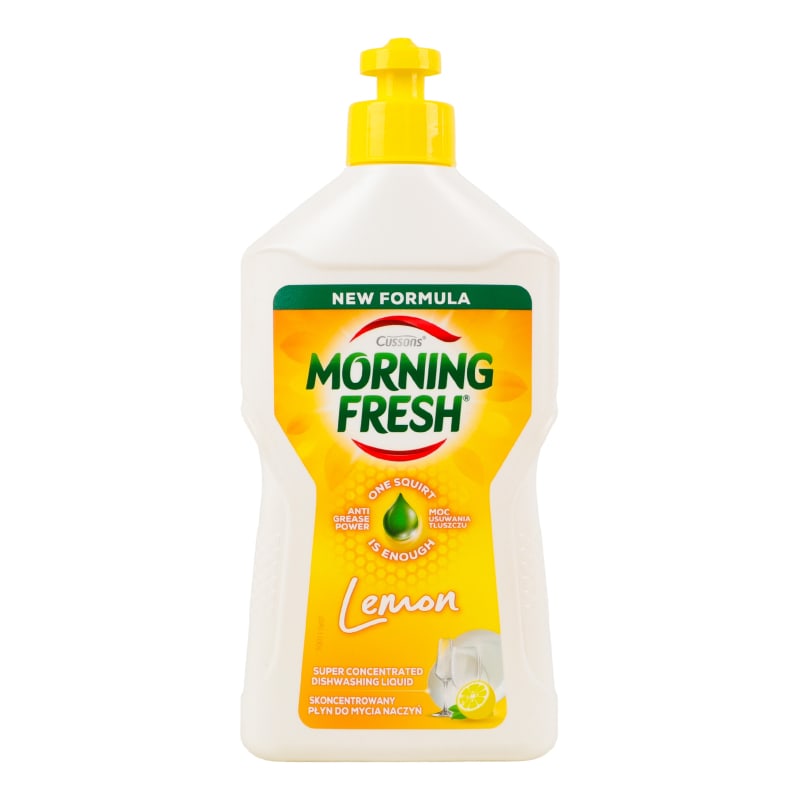 NEW FORMULA
Cussons®
MORNING
FRESH®
ONE SQUIRT
ANTI
GREASE
POWER
MOC
USUWANIA
TŁUSZCZU
IS ENOUGH
Lemon
SUPER CONCENTRATED
DISHWASHING LIQUID
SKONCENTROWANY
PŁYN DO MYCIA NACZYŃ